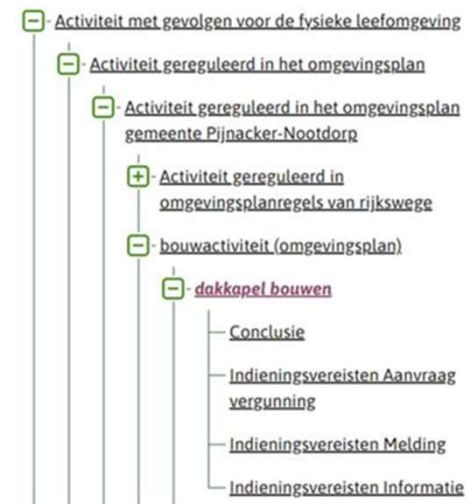 Activiteit met gevolgen voor de fysieke leefomgeving
Activiteit gereguleerd in het omgevingsplan
Activiteit gereguleerd in het omgevingsplan
gemeente Pijnacker-Nootdorp
Activiteit gereguleerd in
omgevingsplanregels van rijkswege
bouwactiviteit (omgevingsplan)
dakkapel bouwen
Conclusie
Indieningsvereisten Aanvraag
vergunning
Indieningsvereisten Melding
Indieningsvereisten Informatie